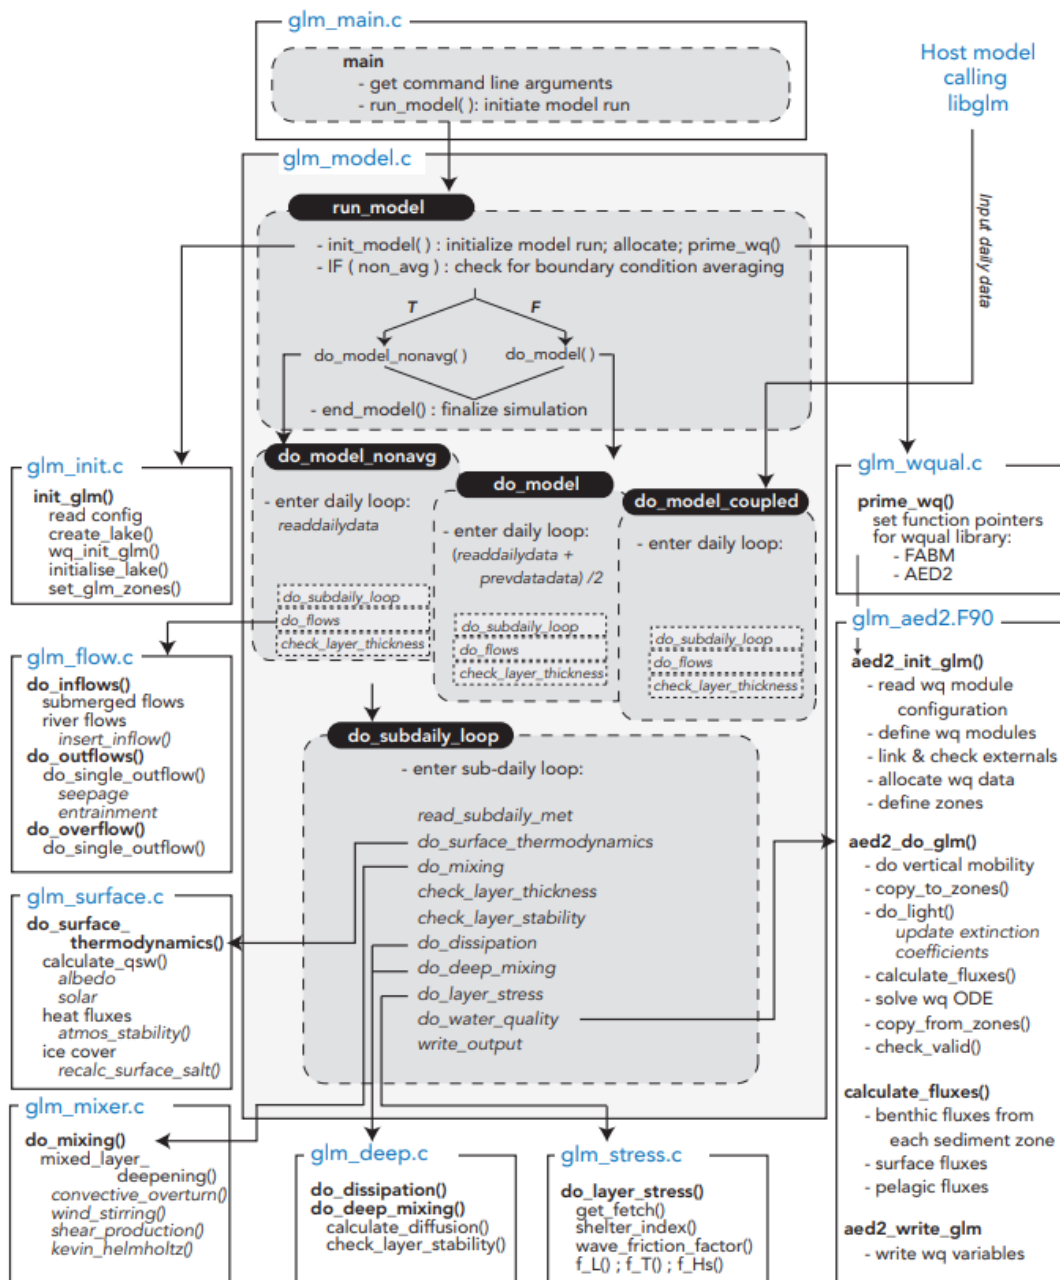 glm_main.c
main
- get command line arguments
- run_model( ): initiate model run
Host model
calling
libglm
Input daily data
glm_model.c
run_model
- init_model( ) : initialize model run; allocate; prime_wq()
- IF ( non_avg ) : check for boundary condition averaging
T
F
do_model_nonavg( )
do_model( )
- end_model() : finalize simulation
glm_init.c
init_glm()
read config
create_lake()
wq_init_glm()
initialise_lake()
set_glm_zones()
do_model_nonavg
- enter daily loop:
readdailydata
do_subdaily_loop
do_flows
check_layer_thickness
do_model
- enter daily loop:
(readdailydata +
prevdatadata) /2
do_subdaily_loop
do_flows
check_layer_thickness
do_model_coupled
- enter daily loop:
do_subdaily_loop
do_flows
check_layer_thickness
glm_wqual.c
prime_wq()
set function pointers
for wqual library:
- FABM
- AED2
glm_flow.c
do_inflows()
submerged flows
river flows
insert_inflow()
do_outflows()
do_single_outflow()
seepage
entrainment
do_overflow()
do_single_outflow()
do_subdaily_loop
- enter sub-daily loop:
read_subdaily_met
do_surface_thermodynamics
do_mixing
check_layer_thickness
check_layer_stability
do_dissipation
do_deep_mixing
do_layer_stress
do_water_quality
write_output
glm_aed2.F90
aed2_init_glm()
- read wq module
configuration
- define wq modules
- link & check externals
- allocate wq data
- define zones
aed2_do_glm()
- do vertical mobility
- copy_to_zones()
- do_light()
update extinction
coefficients
- calculate_fluxes()
- solve wq ODE
- copy_from_zones()
- check_valid()
calculate_fluxes()
- benthic fluxes from
each sediment zone
- surface fluxes
- pelagic fluxes
aed2_write_glm
- write wq variables
glm_surface.c
do_surface_
thermodynamics()
calculate_qsw()
albedo
solar
heat fluxes
atmos_stability()
ice cover
recalc_surface_salt()
glm_mixer.c
do_mixing()
mixed_layer_
deepening()
convective_overturn()
wind_stirring()
shear_production()
kevin_helmholtz()
glm_deep.c
do_dissipation()
do_deep_mixing()
calculate_diffusion()
check_layer_stability()
glm_stress.c
do_layer_stress()
get_fetch()
shelter_index()
wave_friction_factor()
f_L() ; f_T() ; f_Hs()